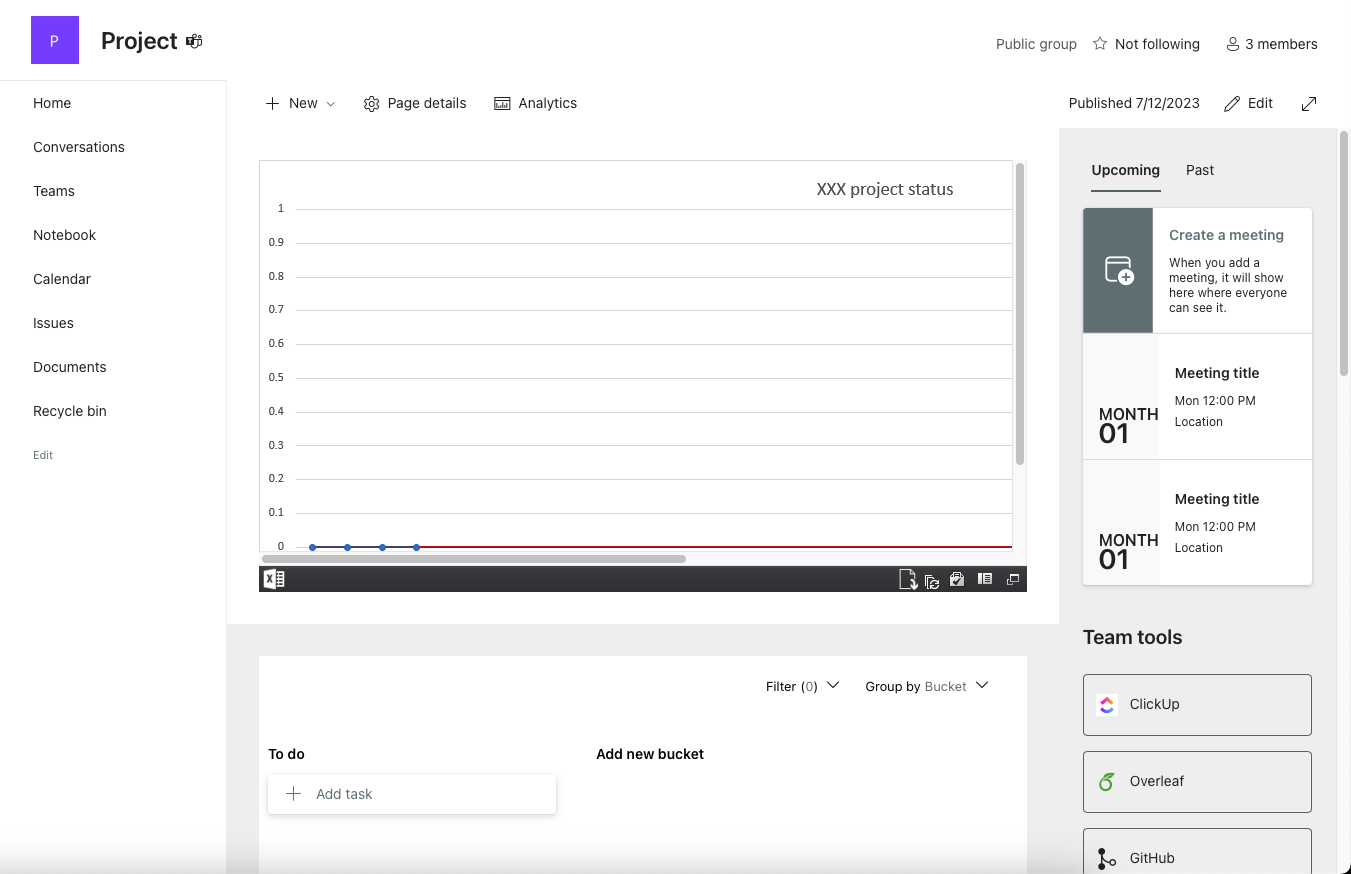 P
Project
Public group
Not following
3 members
Home
Conversations
Teams
Notebook
Calendar
Issues
Documents
Recycle bin
Edit
New
Page details
Analytics
Published 7/12/2023
Edit
XXX project status
1
0.9
0.8
0.7
0.6
0.5
0.4
0.3
0.2
0.1
0
Filter (0)
Group by Bucket
To do
Add new bucket
Add task
Upcoming
Past
Create a meeting
When you add a
meeting, it will show
here where everyone
can see it.
MONTH
01
Meeting title
Mon 12:00 PM
Location
MONTH
01
Meeting title
Mon 12:00 PM
Location
Team tools
ClickUp
Overleaf
GitHub